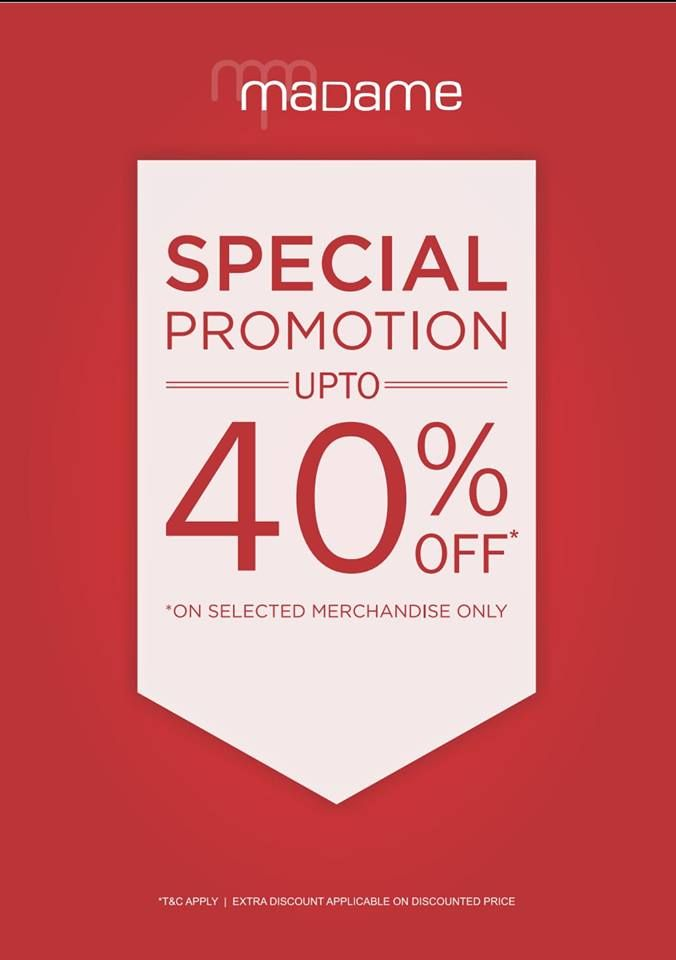 maDame
SPECIAL
PROMOTION
UPTO
40%
OFF*
*ON SELECTED MERCHANDISE ONLY
*T&C APPLY | EXTRA DISCOUNT APPLICABLE ON DISCOUNTED PRICE